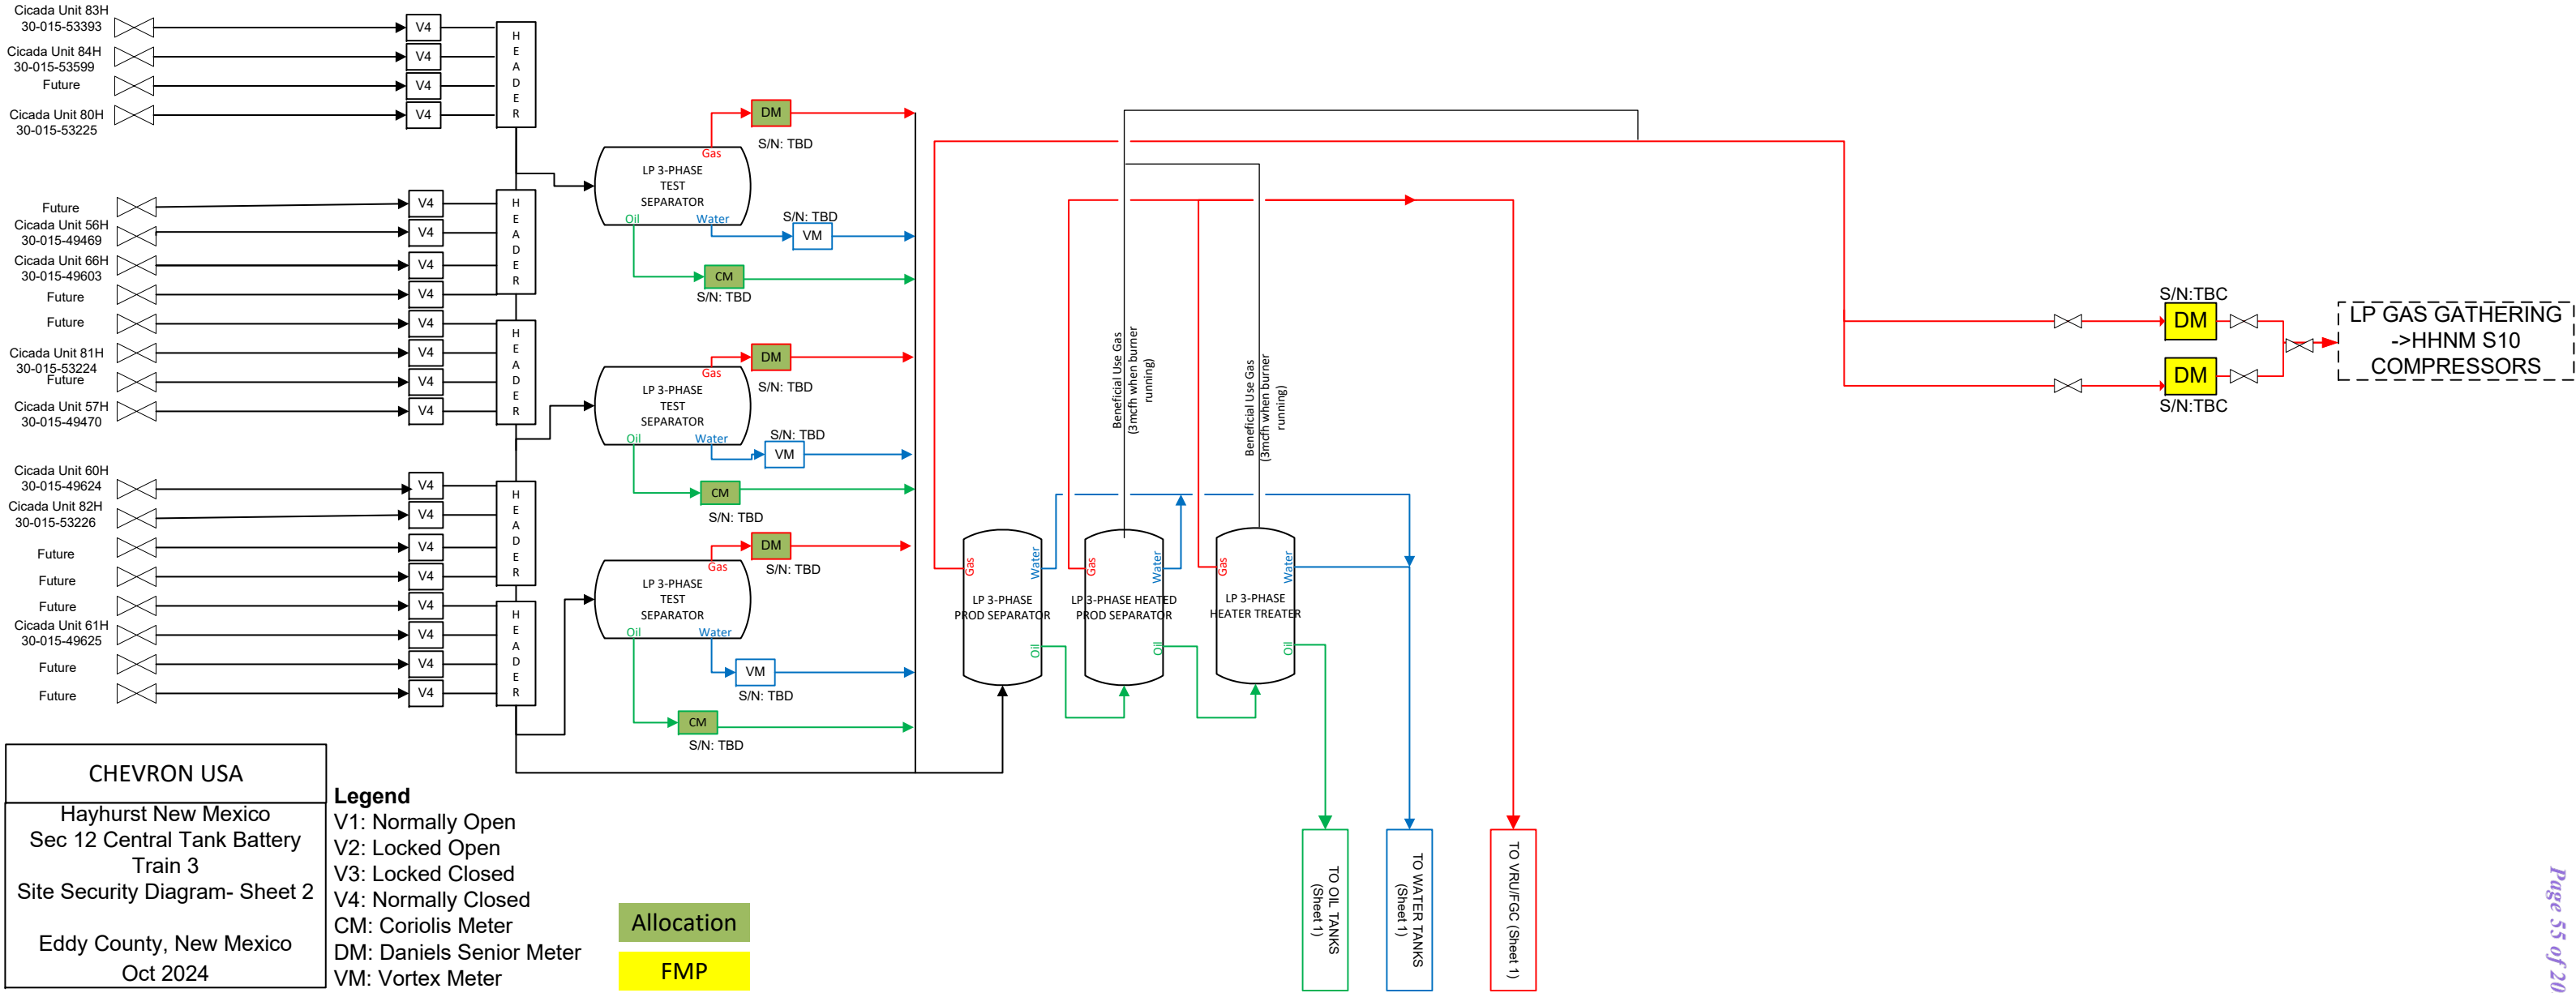 Cicada Unit 83H
30-015-53393
Cicada Unit 84H
30-015-53599
Future
Cicada Unit 80H
30-015-53225
V4
V4
V4
V4
HEADER
Future
Cicada Unit 56H
30-015-49469
Cicada Unit 66H
30-015-49603
Future
V4
V4
V4
V4
HEADER
Future
Cicada Unit 81H
30-015-53224
Future
Cicada Unit 57H
30-015-49470
V4
V4
V4
V4
HEADER
Cicada Unit 60H
30-015-49624
Cicada Unit 82H
30-015-53226
Future
Future
V4
V4
V4
V4
HEADER
Future
Cicada Unit 61H
30-015-49625
Future
Future
V4
V4
V4
V4
HEADER
Gas
LP 3-PHASE
TEST
SEPARATOR
Oil
Water
DM
S/N: TBD
S/N: TBD
VM
CM
S/N: TBD
Gas
LP 3-PHASE
TEST
SEPARATOR
Oil
Water
DM
S/N: TBD
S/N: TBD
VM
CM
S/N: TBD
Gas
LP 3-PHASE
TEST
SEPARATOR
Oil
Water
DM
S/N: TBD
VM
S/N: TBD
CM
S/N: TBD
Beneficial Use Gas
(3mcfh when burner
running)
Beneficial Use Gas
(3mcfh when burner
running)
Gas
Water
LP 3-PHASE
PROD SEPARATOR
Oil
Gas
Water
LP 3-PHASE HEATED
PROD SEPARATOR
Oil
Gas
Water
LP 3-PHASE
HEATER TREATER
Oil
S/N:TBC
DM
DM
S/N:TBC
LP GAS GATHERING
->HHNM S10
COMPRESSORS
TO OIL TANKS
(Sheet 1)
TO WATER TANKS
(Sheet 1)
TO VRU/FGC (Sheet 1)
CHEVRON USA
Hayhurst New Mexico
Sec 12 Central Tank Battery
Train 3
Site Security Diagram- Sheet 2
Eddy County, New Mexico
Oct 2024
Legend
V1: Normally Open
V2: Locked Open
V3: Locked Closed
V4: Normally Closed
CM: Coriolis Meter
DM: Daniels Senior Meter
VM: Vortex Meter
Allocation
FMP
Page 55 of 20